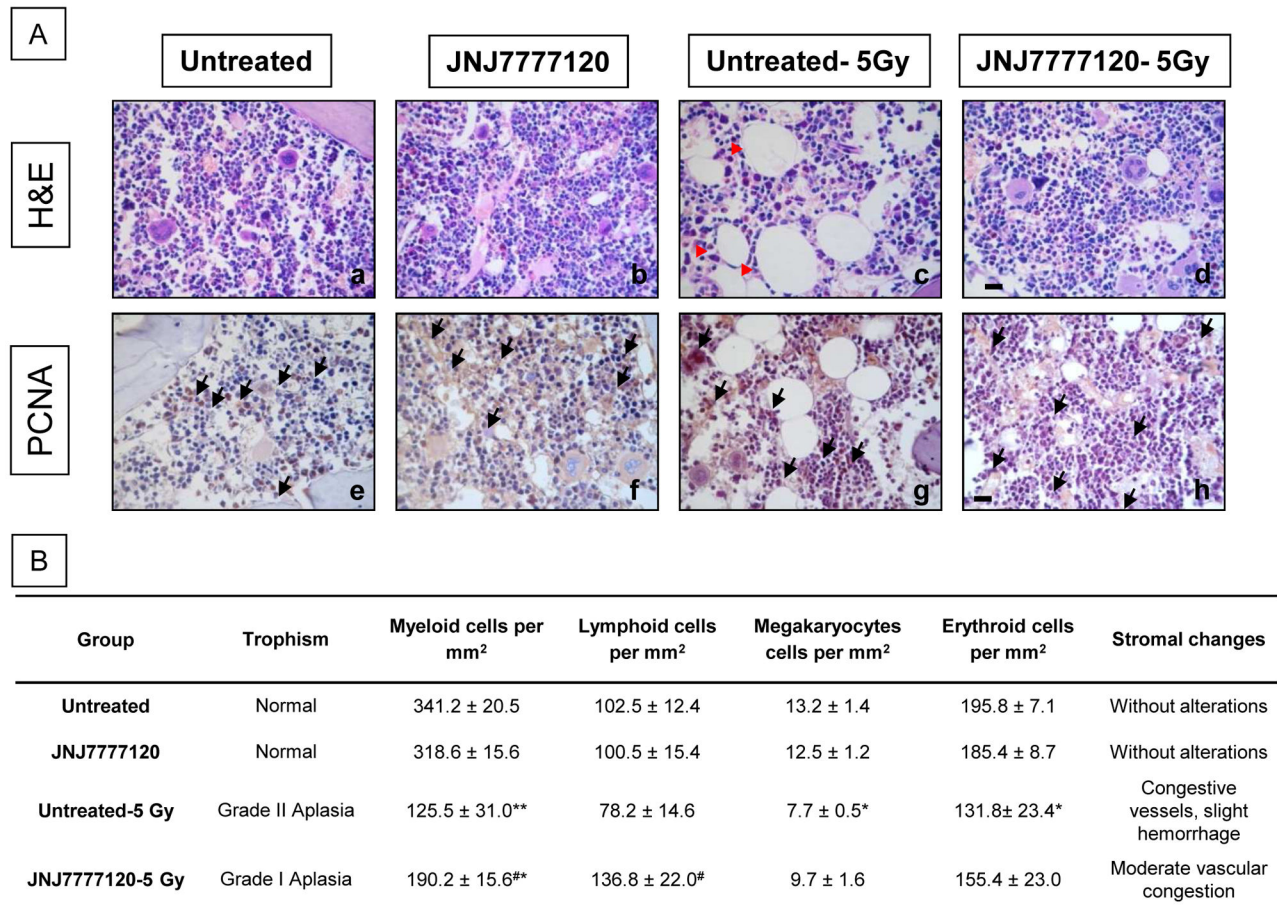 A
Untreated
JNJ7777120
Untreated- 5Gy
JNJ7777120- 5Gy
H&E
a
b
c
d
PCNA
e
f
g
h
B
Group
Trophism
Myeloid cells per
mm²
Lymphoid cells
per mm²
Megakaryocytes
cells per mm²
Erythroid cells
per mm²
Stromal changes
Untreated
Normal
341.2 ± 20.5
102.5 ± 12.4
13.2 ± 1.4
195.8 ± 7.1
Without alterations
JNJ7777120
Normal
318.6 ± 15.6
100.5 ± 15.4
12.5 ± 1.2
185.4 ± 8.7
Without alterations
Untreated-5 Gy
Grade II Aplasia
125.5 ± 31.0**
78.2 ± 14.6
7.7 ± 0.5*
131.8± 23.4*
Congestive
vessels, slight
hemorrhage
JNJ7777120-5 Gy
Grade I Aplasia
190.2 ± 15.6#*
136.8 ± 22.0#
9.7 ± 1.6
155.4 ± 23.0
Moderate vascular
congestion